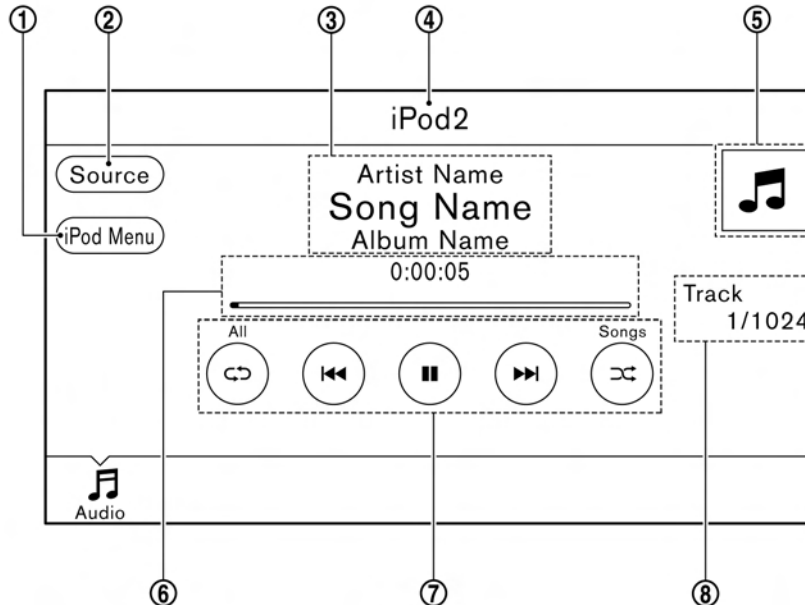 ① ② ③ ④ ⑤
iPod2
Source
Artist Name
Song Name
Album Name
iPod Menu
0:00:05
Track
1/1024
All
Songs
Audio
⑥ ⑦ ⑧